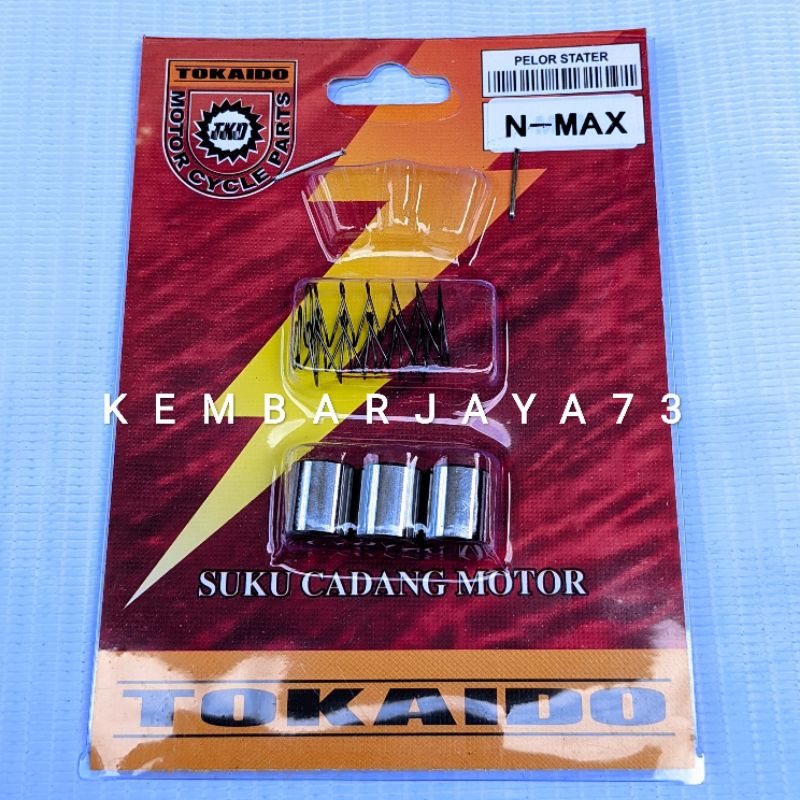 TOKAIDO
TKD
MOTOR CYCLE PARTS
PELOR STATER
N-MAX
KEMBARJAYA73
SUKU CADANG MOTOR
TOKAIDO